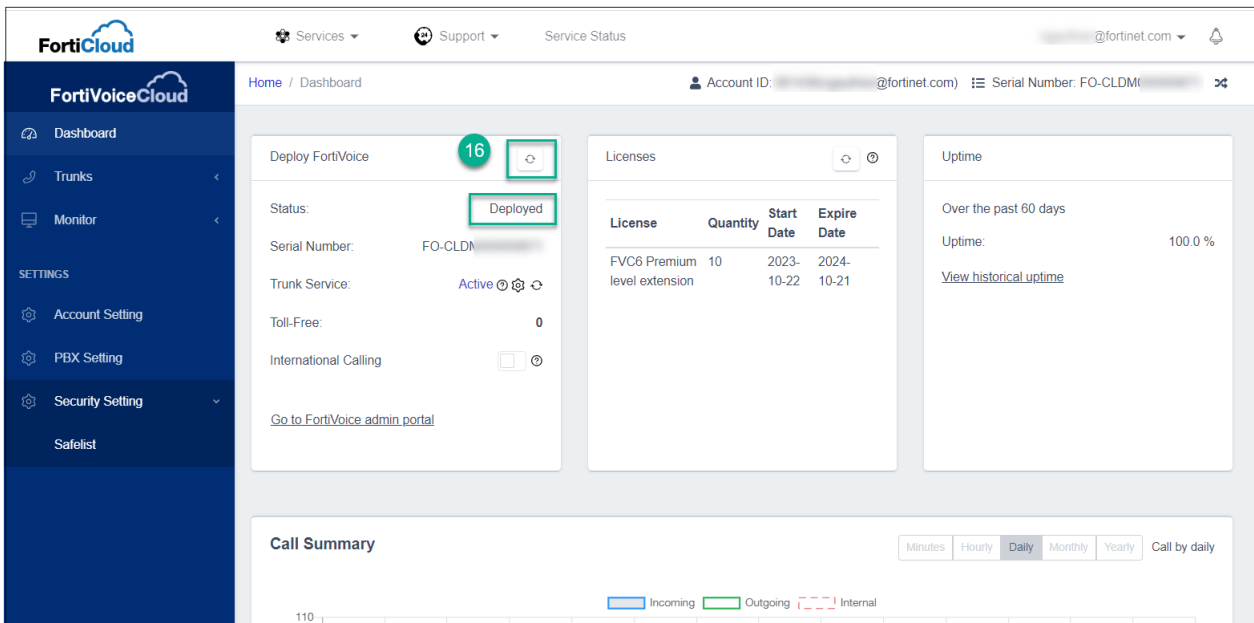 FortiCloud
Services
Support
Service Status
@fortinet.com
FortiVoiceCloud
Home / Dashboard
Account ID: @fortinet.com)
Serial Number: FO-CLDM
Dashboard
Trunks
Monitor
SETTINGS
Account Setting
PBX Setting
Security Setting
Safelist
Deploy FortiVoice
16
Status: Deployed
Serial Number: FO-CLDM
Trunk Service: Active
Toll-Free: 0
International Calling
Go to FortiVoice admin portal
Licenses
License Quantity Start Date Expire Date
FVC6 Premium 10 2023- 2024-
level extension 10-22 10-21
Uptime
Over the past 60 days
Uptime: 100.0 %
View historical uptime
Call Summary
Minutes Hourly Daily Monthly Yearly Call by daily
Incoming Outgoing Internal
110